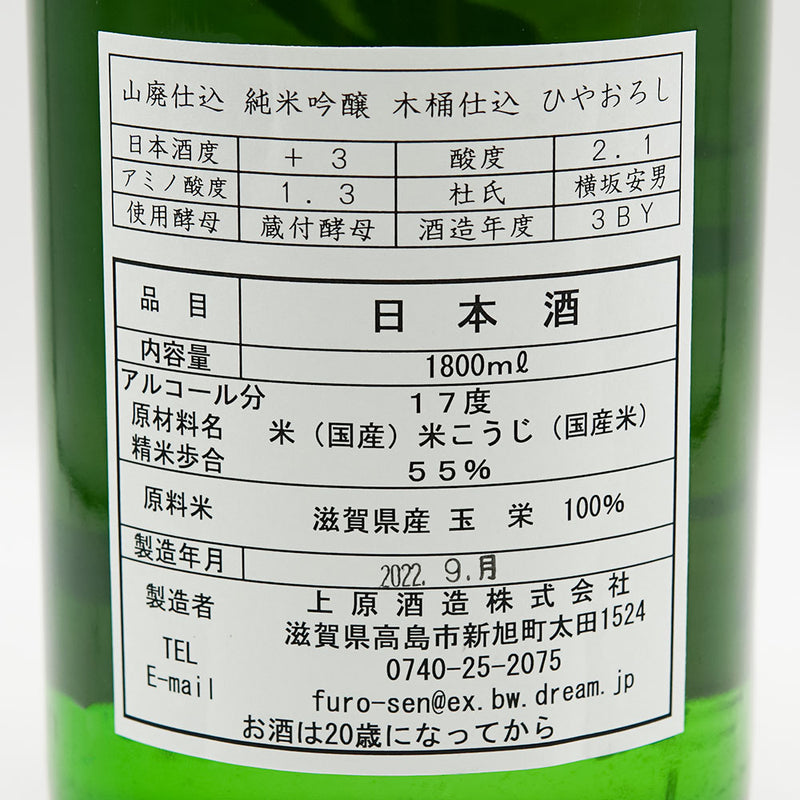 山廃仕込 純米吟醸 木桶仕込 ひやおろし
日本酒度 +3 酸度 2.1
アミノ酸度 1.3 杜氏 横坂安男
使用酵母 蔵付酵母 酒造年度 3BY
品目 日本酒
内容量 1800mℓ
アルコール分 17度
原材料名 米(国産)米こうじ(国産米)
精米歩合 55%
原料米 滋賀県産 玉栄 100%
製造年月 2022.9.月
製造者 上原酒造株式会社
滋賀県高島市新旭町太田1524
TEL 0740-25-2075
E-mail furo-sen@ex.bw.dream.jp
お酒は20歳になってから